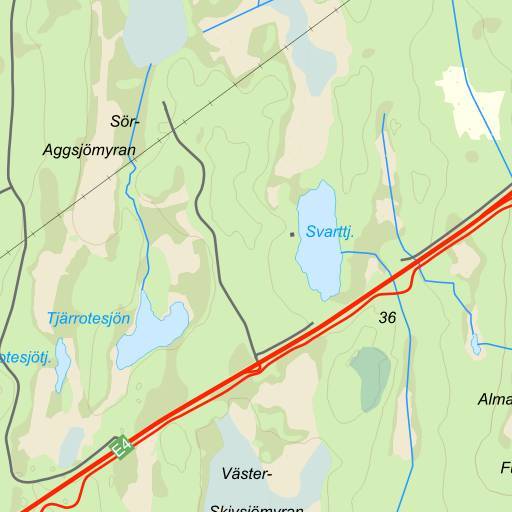 Sör-
Aggsjömyran
Svarttj.
Tjärrotesjön
36
otesjötj.
Alma
E4
Väster-
Skivsjömyran